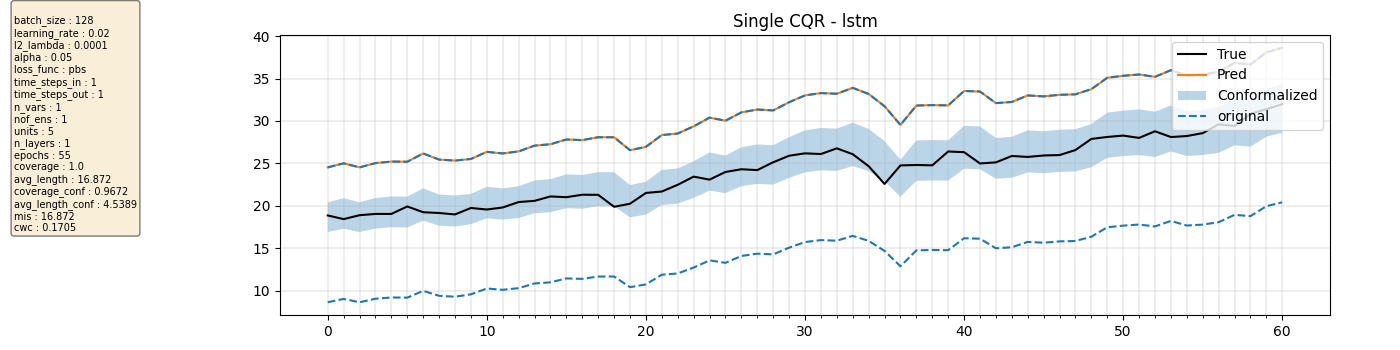 batch_size : 128
learning_rate : 0.02
l2_lambda : 0.0001
alpha : 0.05
loss_func : pbs
time_steps_in : 1
time_steps_out : 1
n_vars : 1
nof_ens : 1
units : 5
n_layers : 1
epochs : 55
coverage : 1.0
avg_length : 16.872
coverage_conf : 0.9672
avg_length_conf : 4.5389
mis : 16.872
cwc : 0.1705
Single CQR - lstm
40
35
30
25
20
15
10
0 10 20 30 40 50 60
True
Pred
Conformalized
original